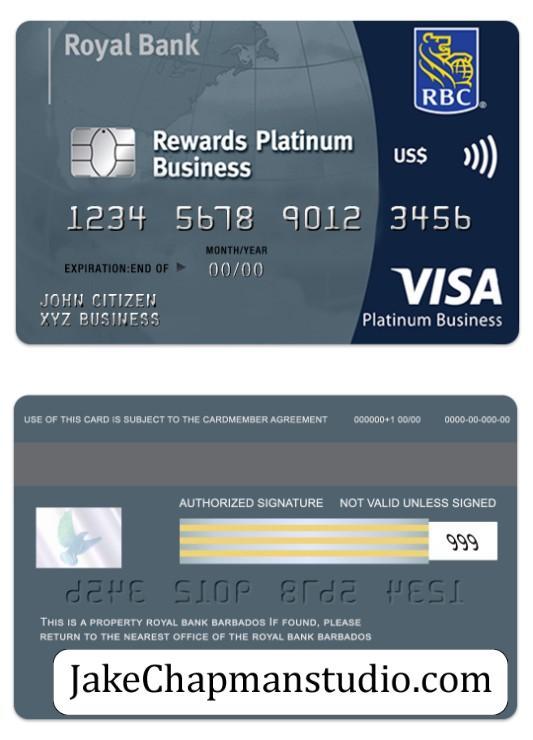 Royal Bank
RBC®
Rewards Platinum
Business
US$
1234 5678 9012 3456
MONTH/YEAR
EXPIRATION:END OF ▶ 00/00
JOHN CITIZEN
XYZ BUSINESS
VISA
Platinum Business
USE OF THIS CARD IS SUBJECT TO THE CARDMEMBER AGREEMENT 000000+1 00/00 0000-00-000-00
AUTHORIZED SIGNATURE NOT VALID UNLESS SIGNED
999
THIS IS A PROPERTY ROYAL BANK BARBADOS IF FOUND, PLEASE
RETURN TO THE NEAREST OFFICE OF THE ROYAL BANK BARBADOS
JakeChapmanstudio.com